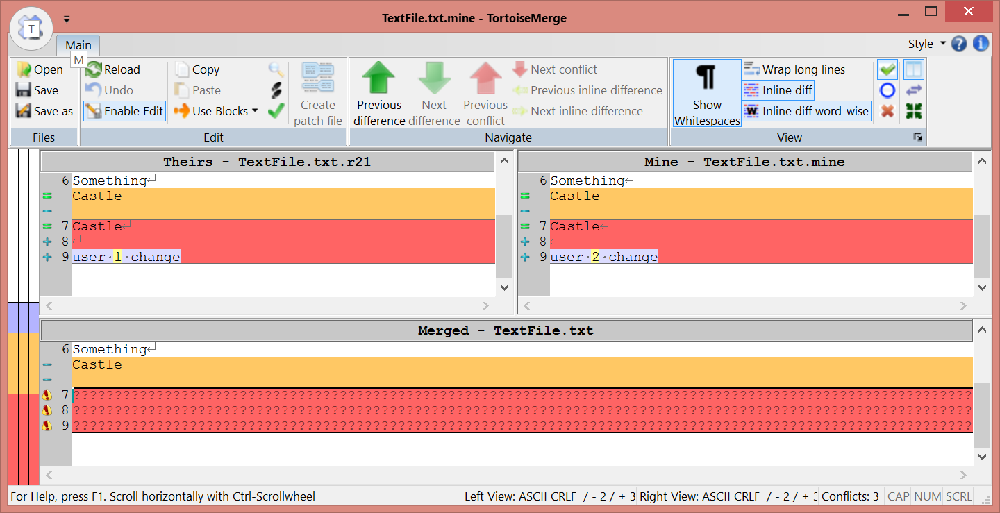 TextFile.txt.mine - TortoiseMerge
T
Main
M
Style
Open
Save
Save as
Files
Reload
Undo
Enable Edit
Copy
Paste
Use Blocks
Create patch file
Edit
Previous difference
Next difference
Previous conflict
Next conflict
Previous inline difference
Next inline difference
Navigate
Show Whitespaces
Wrap long lines
Inline diff
Inline diff word-wise
View
Theirs - TextFile.txt.r21
6 Something↵
Castle
7 Castle↵
8 ↵
9 user·1·change
Mine - TextFile.txt.mine
6 Something↵
Castle
7 Castle↵
8 ↵
9 user·2·change
Merged - TextFile.txt
6 Something↵
Castle
7 ????????????????????????????????????????????????????????????????????????????????????????????????????????????
8 ????????????????????????????????????????????????????????????????????????????????????????????????????????????
9 ????????????????????????????????????????????????????????????????????????????????????????????????????????????
For Help, press F1. Scroll horizontally with Ctrl-Scrollwheel
Left View: ASCII CRLF / - 2 / + 3
Right View: ASCII CRLF / - 2 / + 3
Conflicts: 3
CAP
NUM
SCRL